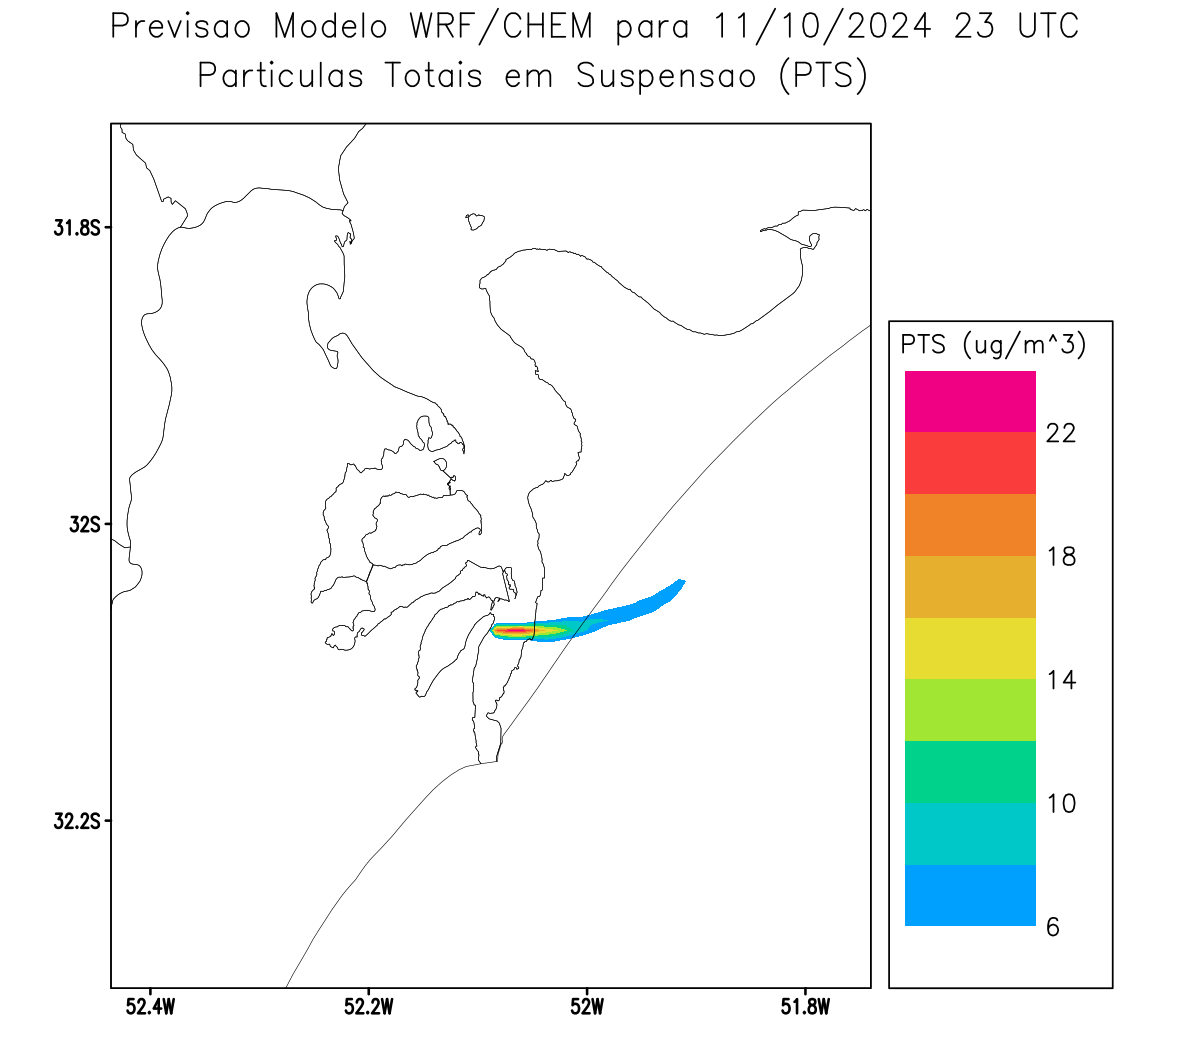 Previsao Modelo WRF/CHEM para 11/10/2024 23 UTC
Particulas Totais em Suspensao (PTS)
31.8S
32S
32.2S
52.4W
52.2W
52W
51.8W
PTS (ug/m^3)
22
18
14
10
6